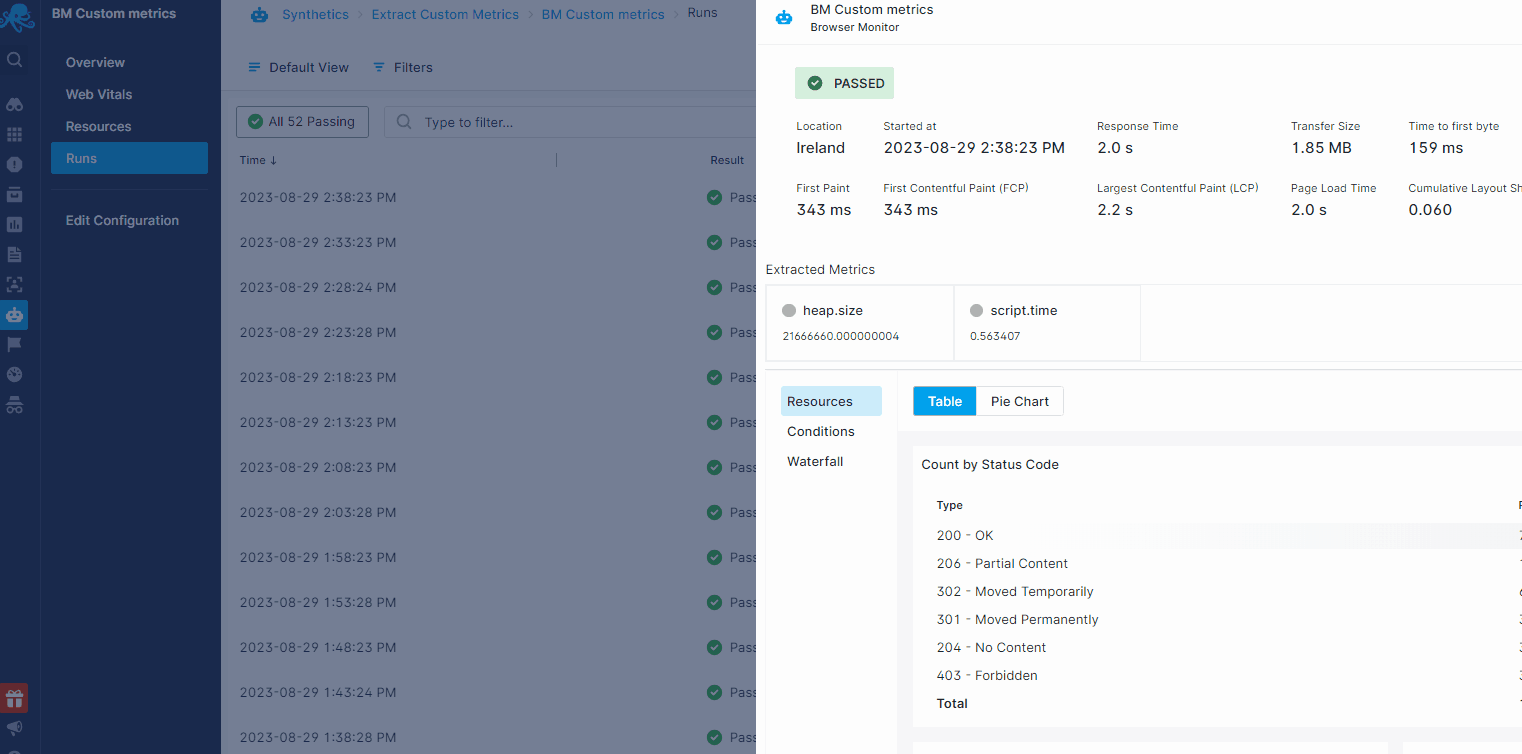 BM Custom metrics
Overview
Web Vitals
Resources
Runs
Edit Configuration
Synthetics > Extract Custom Metrics > BM Custom metrics > Runs
Default View Filters
All 52 Passing Type to filter...
Time ↓ Result
2023-08-29 2:38:23 PM Pass
2023-08-29 2:33:23 PM Pass
2023-08-29 2:28:24 PM Pass
2023-08-29 2:23:28 PM Pass
2023-08-29 2:18:23 PM Pass
2023-08-29 2:13:23 PM Pass
2023-08-29 2:08:23 PM Pass
2023-08-29 2:03:28 PM Pass
2023-08-29 1:58:23 PM Pass
2023-08-29 1:53:28 PM Pass
2023-08-29 1:48:23 PM Pass
2023-08-29 1:43:24 PM Pass
2023-08-29 1:38:28 PM Pass
BM Custom metrics
Browser Monitor
PASSED
Location Started at Response Time Transfer Size Time to first byte
Ireland 2023-08-29 2:38:23 PM 2.0 s 1.85 MB 159 ms
First Paint First Contentful Paint (FCP) Largest Contentful Paint (LCP) Page Load Time Cumulative Layout Sh
343 ms 343 ms 2.2 s 2.0 s 0.060
Extracted Metrics
heap.size script.time
21666660.000000004 0.563407
Resources
Conditions
Waterfall
Table Pie Chart
Count by Status Code
Type
200 - OK
206 - Partial Content
302 - Moved Temporarily
301 - Moved Permanently
204 - No Content
403 - Forbidden
Total